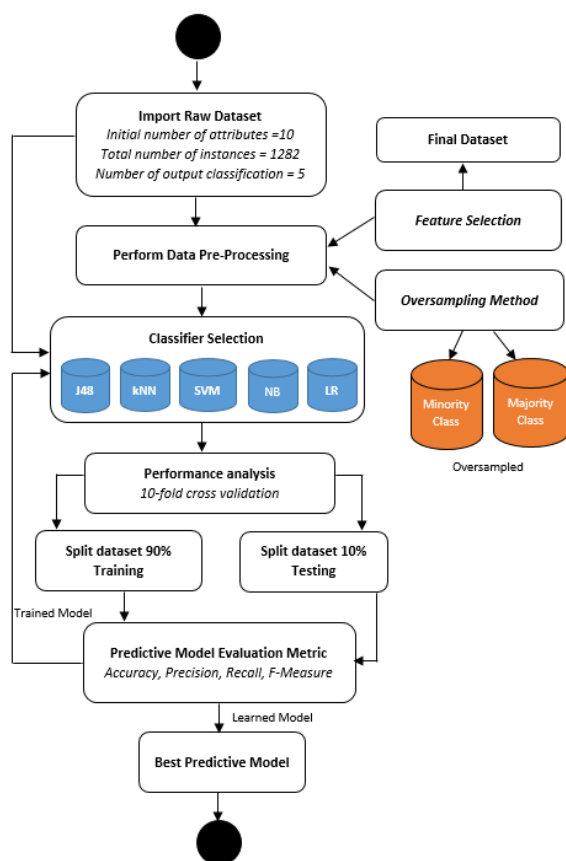 Import Raw Dataset
Initial number of attributes =10
Total number of instances = 1282
Number of output classification = 5
Final Dataset
Feature Selection
Perform Data Pre-Processing
Oversampling Method
Classifier Selection
J48 kNN SVM NB LR
Minority
Class
Majority
Class
Oversampled
Performance analysis
10-fold cross validation
Split dataset 90%
Training
Split dataset 10%
Testing
Trained Model
Predictive Model Evaluation Metric
Accuracy, Precision, Recall, F-Measure
Learned Model
Best Predictive Model